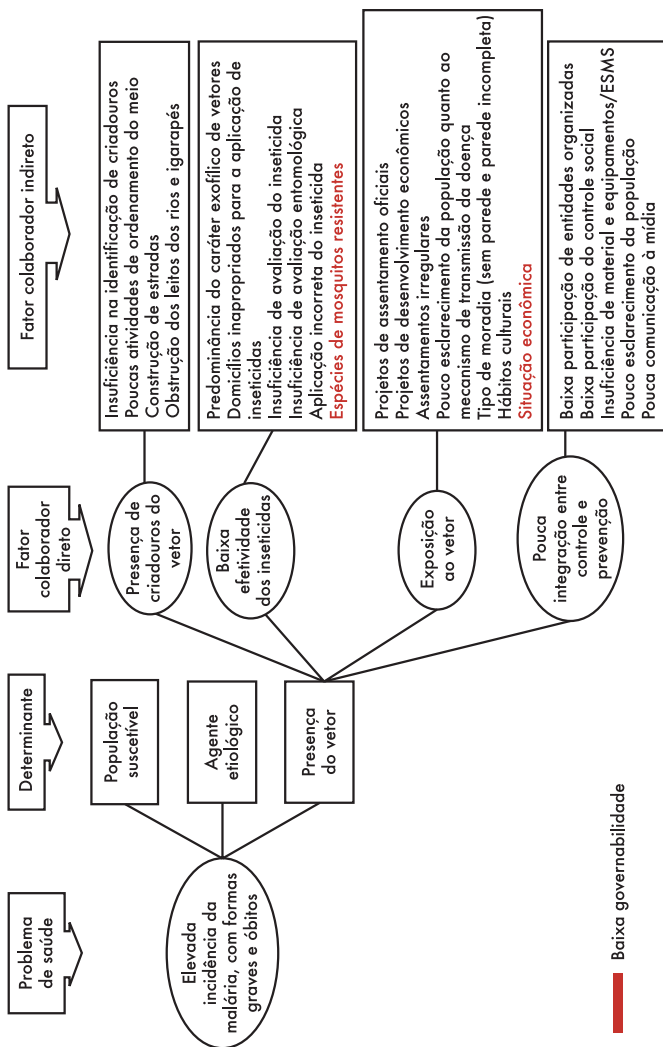 Problema
de saúde
Determinante
Fator
colaborador
direto
Fator colaborador indireto
Elevada
incidência da
malária, com formas
graves e óbitos
População
suscetível
Agente
etiológico
Presença
do vetor
Presença de
criadouros do
vetor
Insuficiência na identificação de criadouros
Poucas atividades de ordenamento do meio
Construção de estradas
Obstrução dos leitos dos rios e igarapés
Baixa
efetividade
dos inseticidas
Predominância do caráter exofílico de vetores
Domicílios inapropriados para a aplicação de
inseticidas
Insuficiência de avaliação do inseticida
Insuficiência de avaliação entomológica
Aplicação incorreta do inseticida
Espécies de mosquitos resistentes
Exposição
ao vetor
Projetos de assentamento oficiais
Projetos de desenvolvimento econômicos
Assentamentos irregulares
Pouco esclarecimento da população quanto ao
mecanismo de transmissão da doença
Tipo de moradia (sem parede e parede incompleta)
Hábitos culturais
Situação econômica
Pouca
integração entre
controle e
prevenção
Baixa participação de entidades organizadas
Baixa participação do controle social
Insuficiência de material e equipamentos/ESMS
Pouco esclarecimento da população
Pouca comunicação à mídia
Baixa governabilidade